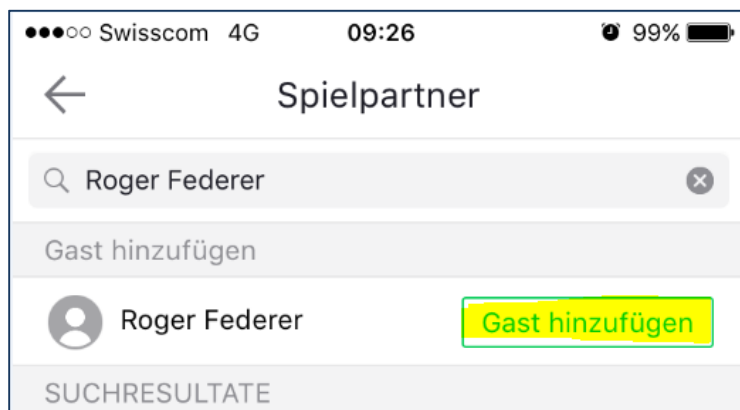 Swisscom 4G 09:26 99%
Spielpartner
Roger Federer
Gast hinzufügen
Roger Federer Gast hinzufügen
SUCHRESULTATE